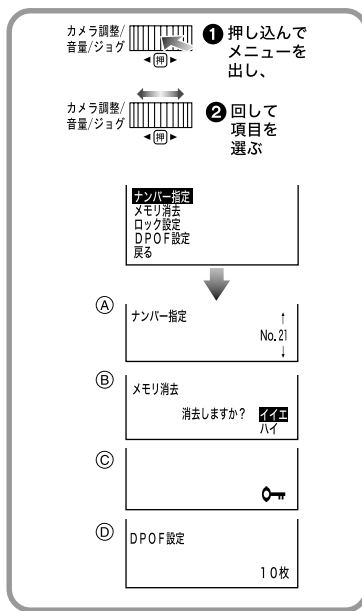 カメラ調整/
音量/ジョグ
◀押▶
❶押し込んで
メニューを
出し、
カメラ調整/
音量/ジョグ
◀押▶
❷回して
項目を
選ぶ
ナンバー指定
メモリ消去
ロック設定
DPOF設定
戻る
Ⓐ
ナンバー指定
↑
No.21
↓
Ⓑ
メモリ消去
消去しますか? イイエ
ハイ
Ⓒ
Ⓓ
DPOF設定
10枚